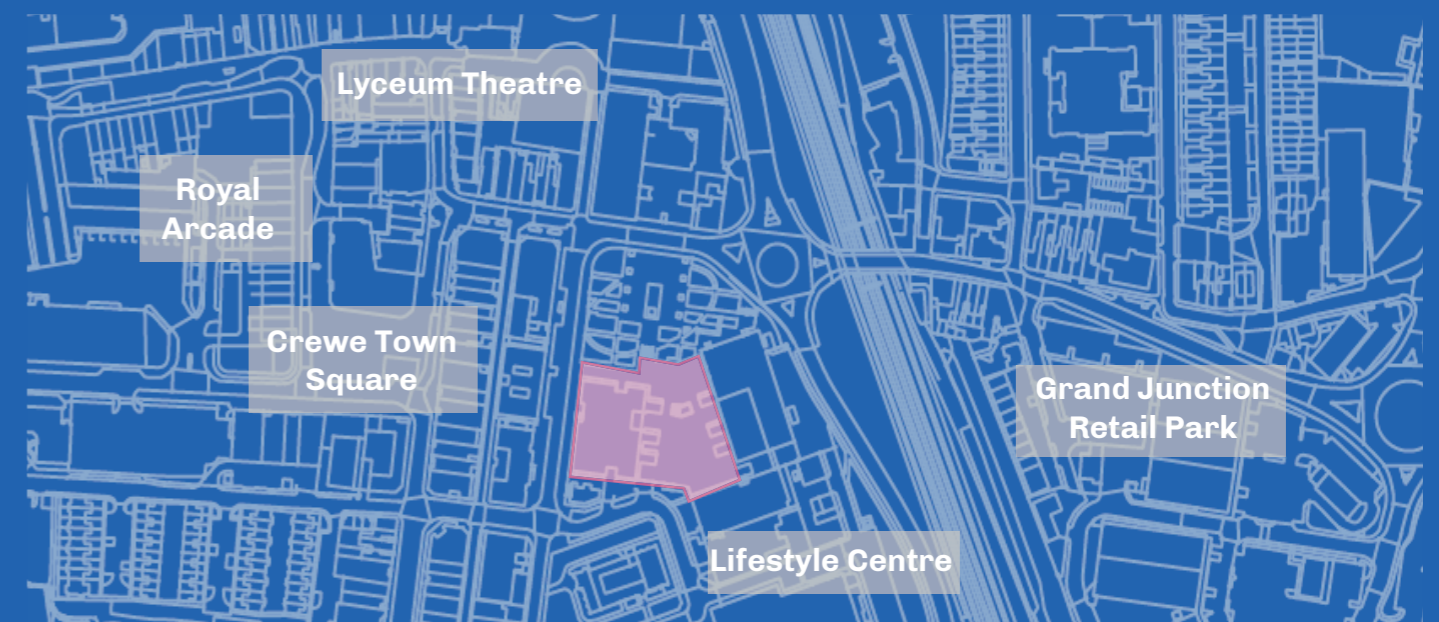 Lyceum Theatre
Royal
Arcade
Crewe Town
Square
Grand Junction
Retail Park
Lifestyle Centre